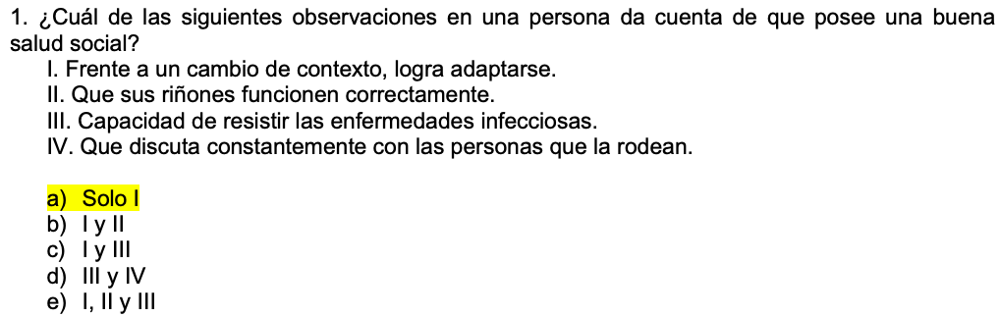 1. ¿Cuál de las siguientes observaciones en una persona da cuenta de que posee una buena
salud social?
I. Frente a un cambio de contexto, logra adaptarse.
II. Que sus riñones funcionen correctamente.
III. Capacidad de resistir las enfermedades infecciosas.
IV. Que discuta constantemente con las personas que la rodean.
a) Solo I
b) I y II
c) I y III
d) III y IV
e) I, II y III